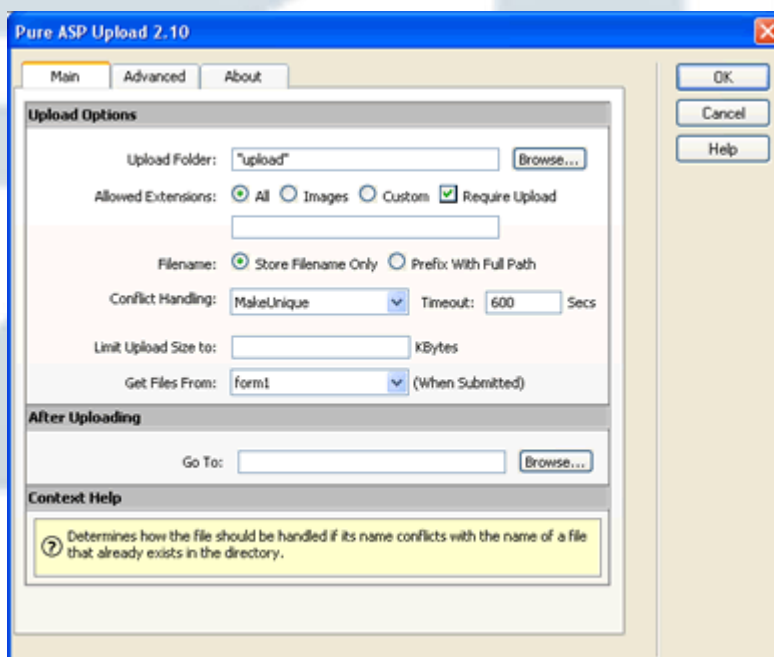 Pure ASP Upload 2.10
Main Advanced About
OK
Cancel
Help
Upload Options
Upload Folder: "upload" Browse...
Allowed Extensions: All Images Custom Require Upload
Filename: Store Filename Only Prefix With Full Path
Conflict Handling: MakeUnique Timeout: 600 Secs
Limit Upload Size to: KBytes
Get Files From: form1 (When Submitted)
After Uploading
Go To: Browse...
Context Help
Determines how the file should be handled if its name conflicts with the name of a file
that already exists in the directory.